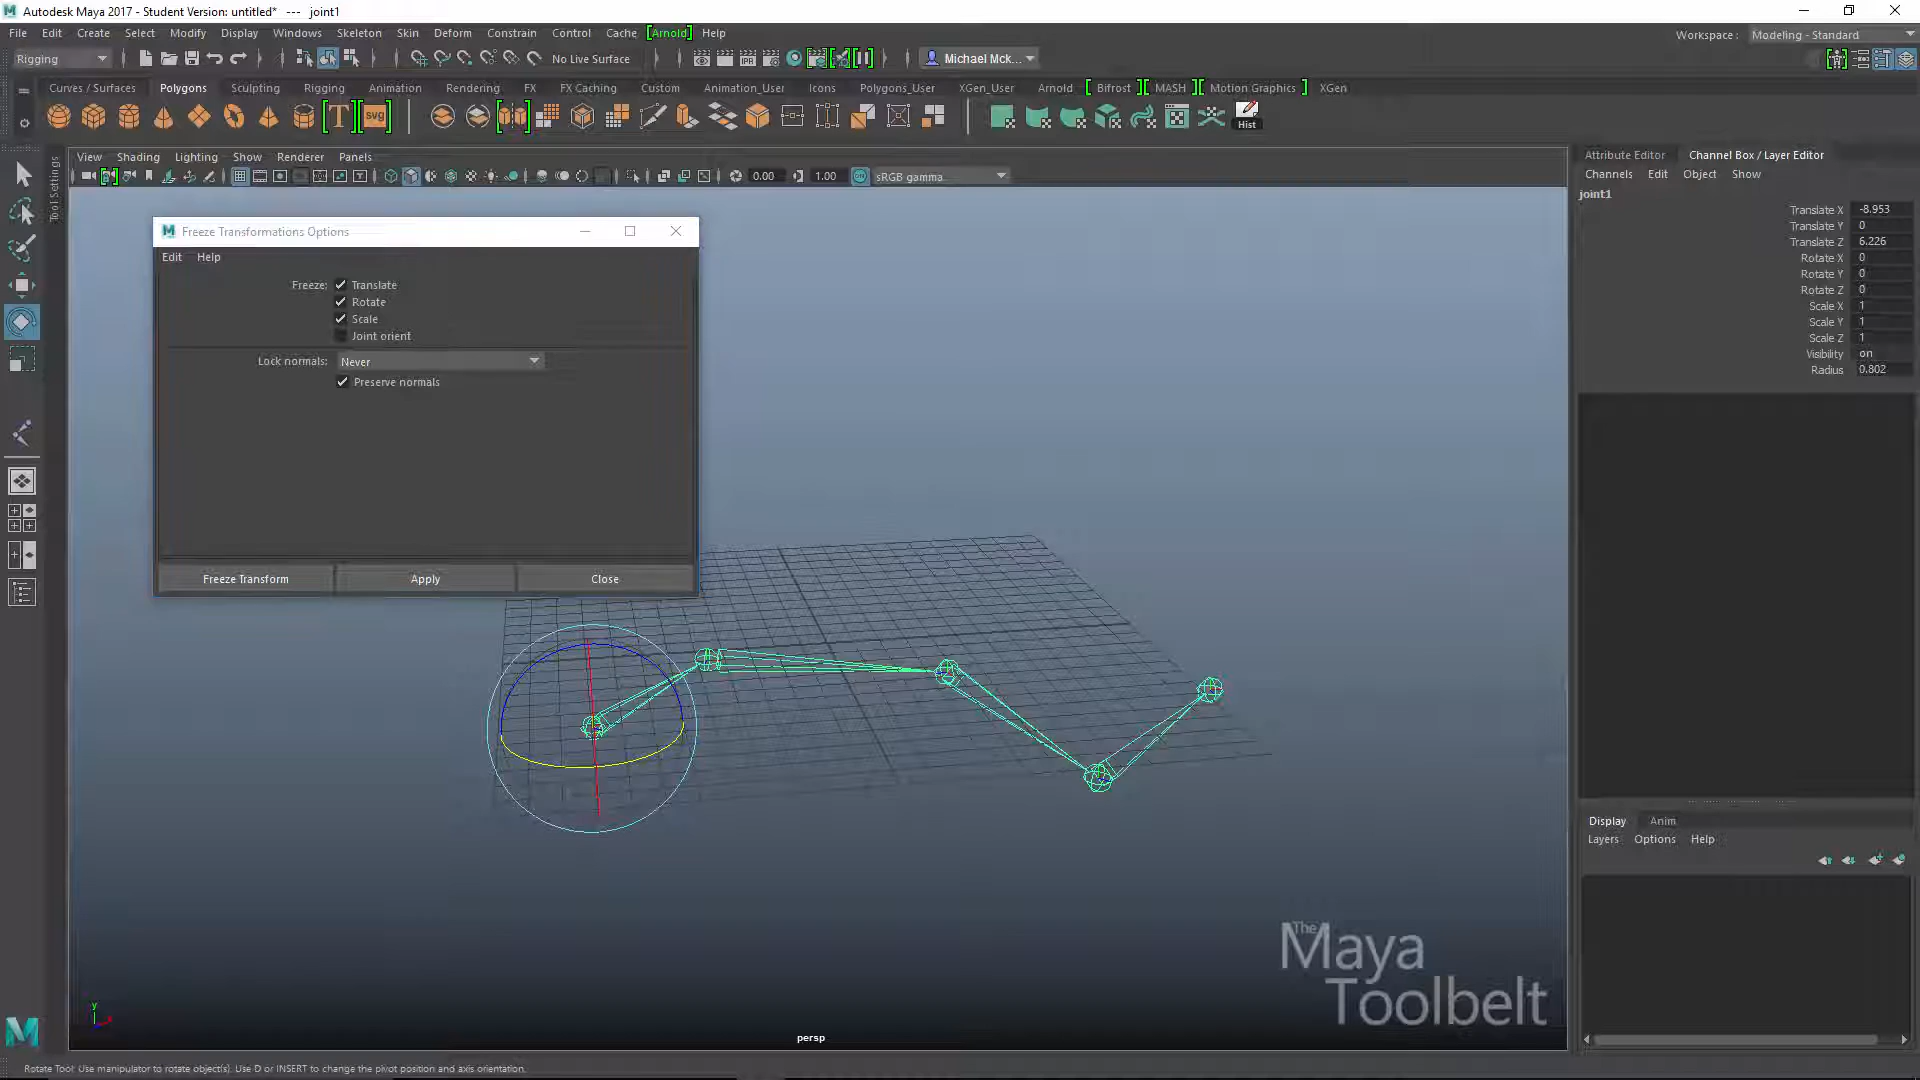 Autodesk Maya 2017 - Student Version: untitled* --- joint1
File Edit Create Select Modify Display Windows Skeleton Skin Deform Constrain Control Cache [Arnold] Help
Workspace : Modeling - Standard
Rigging
No Live Surface
Michael Mck...
Curves / Surfaces Polygons Sculpting Rigging Animation Rendering FX FX Caching Custom Animation_User Icons Polygons_User XGen_User Arnold [ Bifrost ] [ MASH ] [ Motion Graphics ] XGen
T svg
Hist
Tool Settings
View Shading Lighting Show Renderer Panels
0.00 1.00 sRGB gamma
Attribute Editor Channel Box / Layer Editor
Channels Edit Object Show
joint1
Translate X -8.953
Translate Y 0
Translate Z 6.226
Rotate X 0
Rotate Y 0
Rotate Z 0
Scale X 1
Scale Y 1
Scale Z 1
Visibility on
Radius 0.802
Freeze Transformations Options
Edit Help
Freeze: Translate
Rotate
Scale
Joint orient
Lock normals: Never
Preserve normals
Freeze Transform Apply Close
Display Anim
Layers Options Help
The
Maya
Toolbelt
y
persp
Rotate Tool: Use manipulator to rotate object(s). Use D or INSERT to change the pivot position and axis orientation.